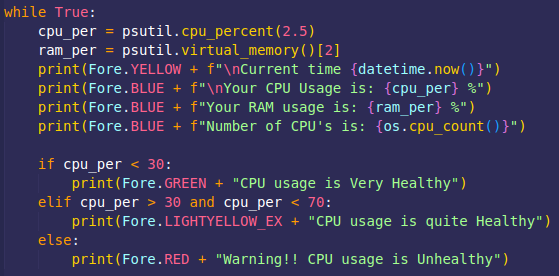 while True:
    cpu_per = psutil.cpu_percent(2.5)
    ram_per = psutil.virtual_memory()[2]
    print(Fore.YELLOW + f"\nCurrent time {datetime.now()}")
    print(Fore.BLUE + f"\nYour CPU Usage is: {cpu_per} %")
    print(Fore.BLUE + f"Your RAM usage is: {ram_per} %")
    print(Fore.BLUE + f"Number of CPU's is: {os.cpu_count()}")

    if cpu_per < 30:
        print(Fore.GREEN + "CPU usage is Very Healthy")
    elif cpu_per > 30 and cpu_per < 70:
        print(Fore.LIGHTYELLOW_EX + "CPU usage is quite Healthy")
    else:
        print(Fore.RED + "Warning!! CPU usage is Unhealthy")